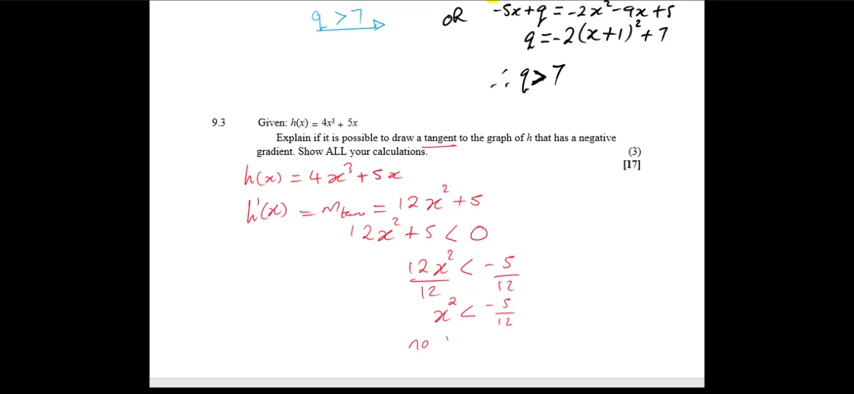 q > 7
OR -5x+q = -2x² - 9x + 5
q = -2(x+1)² + 7
∴ q > 7
9.3 Given: h(x) = 4x³ + 5x
Explain if it is possible to draw a tangent to the graph of h that has a negative
gradient. Show ALL your calculations. (3)
[17]
h(x) = 4x³ + 5x
h'(x) = m_tan = 12x² + 5
12x² + 5 < 0
12x²/12 < -5/12
x² < -5/12
no